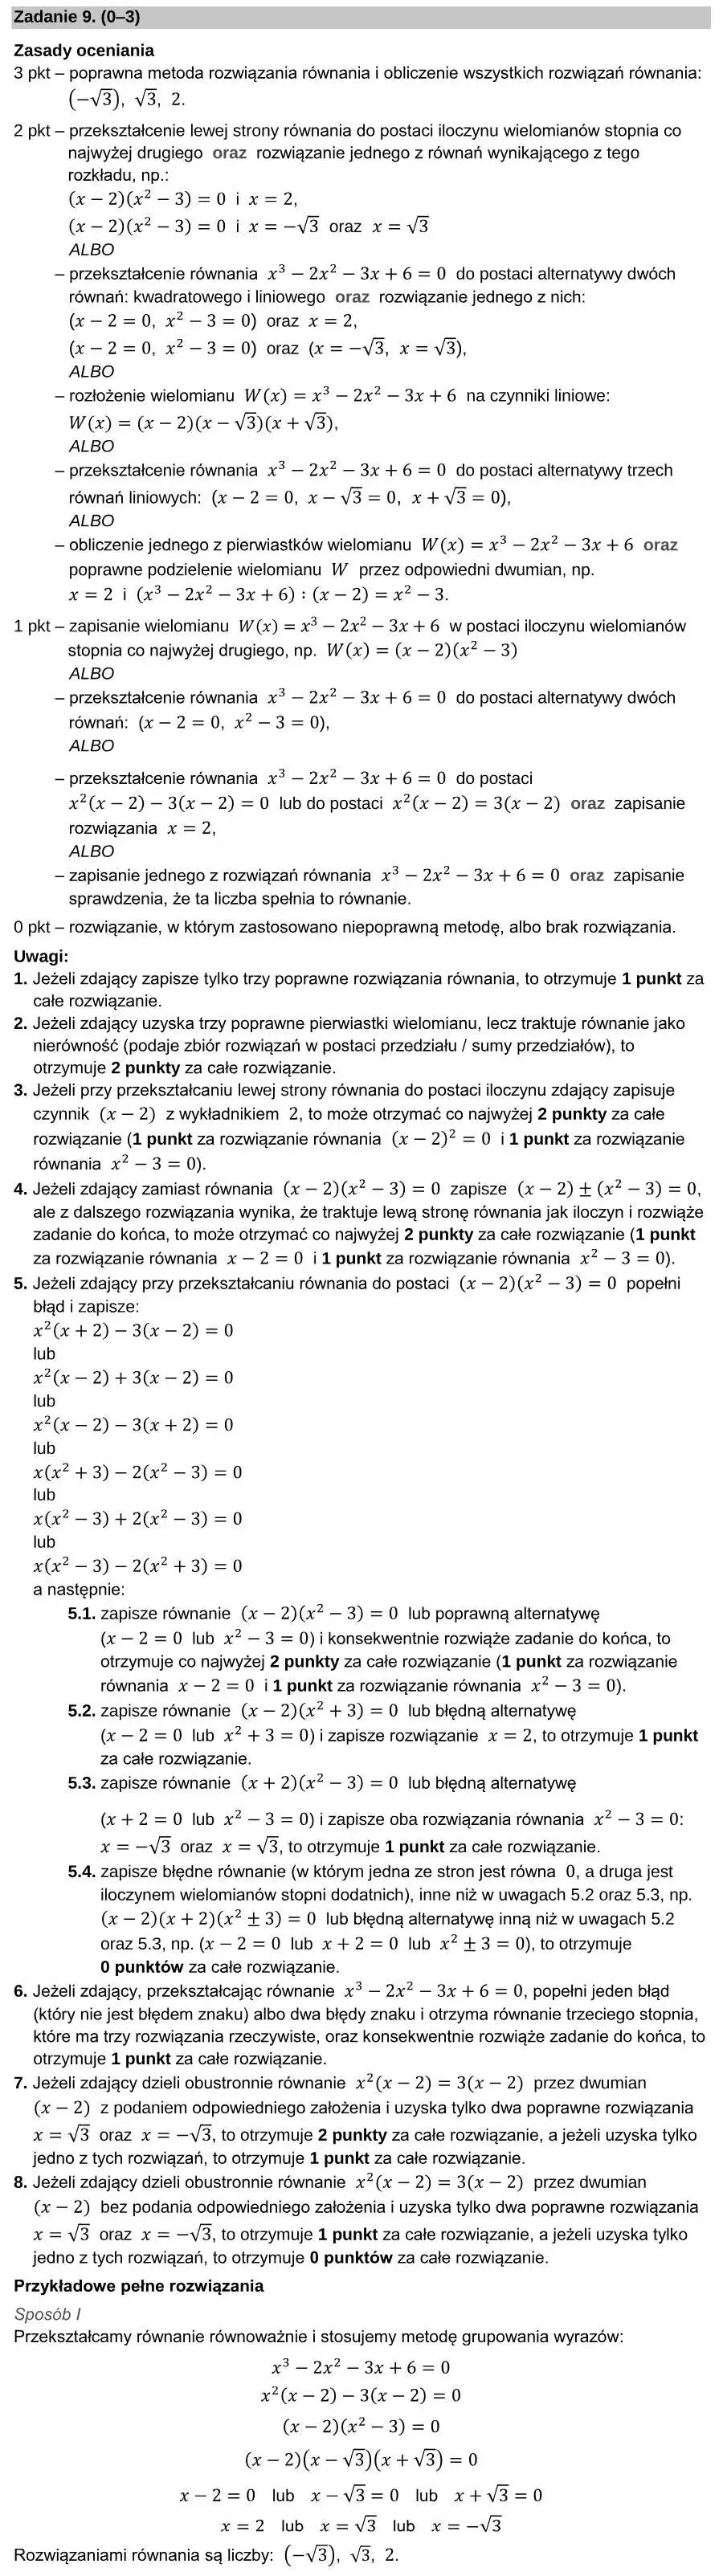 Zadanie 9. (0–3)
Zasady oceniania
3 pkt – poprawna metoda rozwiązania równania i obliczenie wszystkich rozwiązań równania:
(−√3), √3, 2.
2 pkt – przekształcenie lewej strony równania do postaci iloczynu wielomianów stopnia co
najwyżej drugiego oraz rozwiązanie jednego z równań wynikającego z tego
rozkładu, np.:
(x − 2)(x² − 3) = 0 i x = 2,
(x − 2)(x² − 3) = 0 i x = −√3 oraz x = √3
ALBO
– przekształcenie równania x³ − 2x² − 3x + 6 = 0 do postaci alternatywy dwóch
równań: kwadratowego i liniowego oraz rozwiązanie jednego z nich:
(x − 2 = 0, x² − 3 = 0) oraz x = 2,
(x − 2 = 0, x² − 3 = 0) oraz (x = −√3, x = √3),
ALBO
– rozłożenie wielomianu W(x) = x³ − 2x² − 3x + 6 na czynniki liniowe:
W(x) = (x − 2)(x − √3)(x + √3),
ALBO
– przekształcenie równania x³ − 2x² − 3x + 6 = 0 do postaci alternatywy trzech
równań liniowych: (x − 2 = 0, x − √3 = 0, x + √3 = 0),
ALBO
– obliczenie jednego z pierwiastków wielomianu W(x) = x³ − 2x² − 3x + 6 oraz
poprawne podzielenie wielomianu W przez odpowiedni dwumian, np.
x = 2 i (x³ − 2x² − 3x + 6) : (x − 2) = x² − 3.
1 pkt – zapisanie wielomianu W(x) = x³ − 2x² − 3x + 6 w postaci iloczynu wielomianów
stopnia co najwyżej drugiego, np. W(x) = (x − 2)(x² − 3)
ALBO
– przekształcenie równania x³ − 2x² − 3x + 6 = 0 do postaci alternatywy dwóch
równań: (x − 2 = 0, x² − 3 = 0),
ALBO
– przekształcenie równania x³ − 2x² − 3x + 6 = 0 do postaci
x²(x − 2) − 3(x − 2) = 0 lub do postaci x²(x − 2) = 3(x − 2) oraz zapisanie
rozwiązania x = 2,
ALBO
– zapisanie jednego z rozwiązań równania x³ − 2x² − 3x + 6 = 0 oraz zapisanie
sprawdzenia, że ta liczba spełnia to równanie.
0 pkt – rozwiązanie, w którym zastosowano niepoprawną metodę, albo brak rozwiązania.
Uwagi:
1. Jeżeli zdający zapisze tylko trzy poprawne rozwiązania równania, to otrzymuje 1 punkt za
całe rozwiązanie.
2. Jeżeli zdający uzyska trzy poprawne pierwiastki wielomianu, lecz traktuje równanie jako
nierówność (podaje zbiór rozwiązań w postaci przedziału / sumy przedziałów), to
otrzymuje 2 punkty za całe rozwiązanie.
3. Jeżeli przy przekształcaniu lewej strony równania do postaci iloczynu zdający zapisuje
czynnik (x − 2) z wykładnikiem 2, to może otrzymać co najwyżej 2 punkty za całe
rozwiązanie (1 punkt za rozwiązanie równania (x − 2)² = 0 i 1 punkt za rozwiązanie
równania x² − 3 = 0).
4. Jeżeli zdający zamiast równania (x − 2)(x² − 3) = 0 zapisze (x − 2) ± (x² − 3) = 0,
ale z dalszego rozwiązania wynika, że traktuje lewą stronę równania jak iloczyn i rozwiąże
zadanie do końca, to może otrzymać co najwyżej 2 punkty za całe rozwiązanie (1 punkt
za rozwiązanie równania x − 2 = 0 i 1 punkt za rozwiązanie równania x² − 3 = 0).
5. Jeżeli zdający przy przekształcaniu równania do postaci (x − 2)(x² − 3) = 0 popełni
błąd i zapisze:
x²(x + 2) − 3(x − 2) = 0
lub
x²(x − 2) + 3(x − 2) = 0
lub
x²(x − 2) − 3(x + 2) = 0
lub
x(x² + 3) − 2(x² − 3) = 0
lub
x(x² − 3) + 2(x² − 3) = 0
lub
x(x² − 3) − 2(x² + 3) = 0
a następnie:
5.1. zapisze równanie (x − 2)(x² − 3) = 0 lub poprawną alternatywę
(x − 2 = 0 lub x² − 3 = 0) i konsekwentnie rozwiąże zadanie do końca, to
otrzymuje co najwyżej 2 punkty za całe rozwiązanie (1 punkt za rozwiązanie
równania x − 2 = 0 i 1 punkt za rozwiązanie równania x² − 3 = 0).
5.2. zapisze równanie (x − 2)(x² + 3) = 0 lub błędną alternatywę
(x − 2 = 0 lub x² + 3 = 0) i zapisze rozwiązanie x = 2, to otrzymuje 1 punkt
za całe rozwiązanie.
5.3. zapisze równanie (x + 2)(x² − 3) = 0 lub błędną alternatywę
(x + 2 = 0 lub x² − 3 = 0) i zapisze oba rozwiązania równania x² − 3 = 0:
x = −√3 oraz x = √3, to otrzymuje 1 punkt za całe rozwiązanie.
5.4. zapisze błędne równanie (w którym jedna ze stron jest równa 0, a druga jest
iloczynem wielomianów stopni dodatnich), inne niż w uwagach 5.2 oraz 5.3, np.
(x − 2)(x + 2)(x² ± 3) = 0 lub błędną alternatywę inną niż w uwagach 5.2
oraz 5.3, np. (x − 2 = 0 lub x + 2 = 0 lub x² ± 3 = 0), to otrzymuje
0 punktów za całe rozwiązanie.
6. Jeżeli zdający, przekształcając równanie x³ − 2x² − 3x + 6 = 0, popełni jeden błąd
(który nie jest błędem znaku) albo dwa błędy znaku i otrzyma równanie trzeciego stopnia,
które ma trzy rozwiązania rzeczywiste, oraz konsekwentnie rozwiąże zadanie do końca, to
otrzymuje 1 punkt za całe rozwiązanie.
7. Jeżeli zdający dzieli obustronnie równanie x²(x − 2) = 3(x − 2) przez dwumian
(x − 2) z podaniem odpowiedniego założenia i uzyska tylko dwa poprawne rozwiązania
x = √3 oraz x = −√3, to otrzymuje 2 punkty za całe rozwiązanie, a jeżeli uzyska tylko
jedno z tych rozwiązań, to otrzymuje 1 punkt za całe rozwiązanie.
8. Jeżeli zdający dzieli obustronnie równanie x²(x − 2) = 3(x − 2) przez dwumian
(x − 2) bez podania odpowiedniego założenia i uzyska tylko dwa poprawne rozwiązania
x = √3 oraz x = −√3, to otrzymuje 1 punkt za całe rozwiązanie, a jeżeli uzyska tylko
jedno z tych rozwiązań, to otrzymuje 0 punktów za całe rozwiązanie.
Przykładowe pełne rozwiązania
Sposób I
Przekształcamy równanie równoważnie i stosujemy metodę grupowania wyrazów:
x³ − 2x² − 3x + 6 = 0
x²(x − 2) − 3(x − 2) = 0
(x − 2)(x² − 3) = 0
(x − 2)(x − √3)(x + √3) = 0
x − 2 = 0 lub x − √3 = 0 lub x + √3 = 0
x = 2 lub x = √3 lub x = −√3
Rozwiązaniami równania są liczby: (−√3), √3, 2.